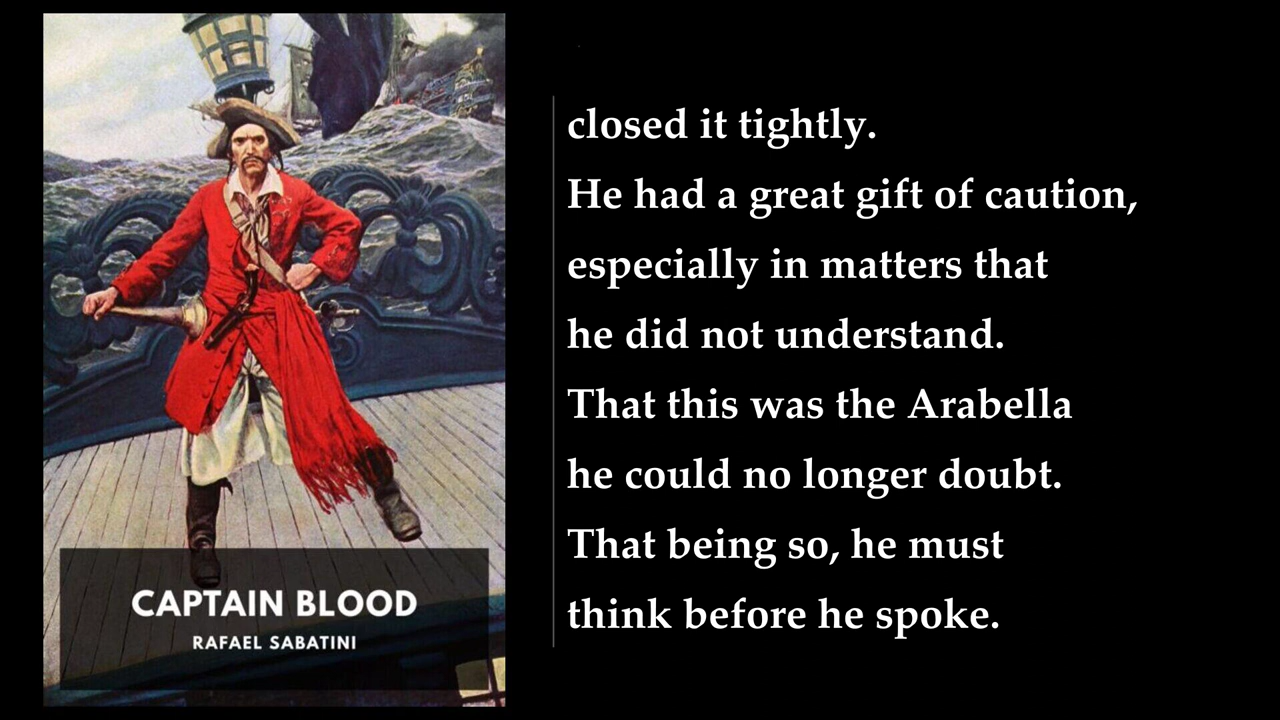 CAPTAIN BLOOD
RAFAEL SABATINI
closed it tightly.
He had a great gift of caution,
especially in matters that
he did not understand.
That this was the Arabella
he could no longer doubt.
That being so, he must
think before he spoke.